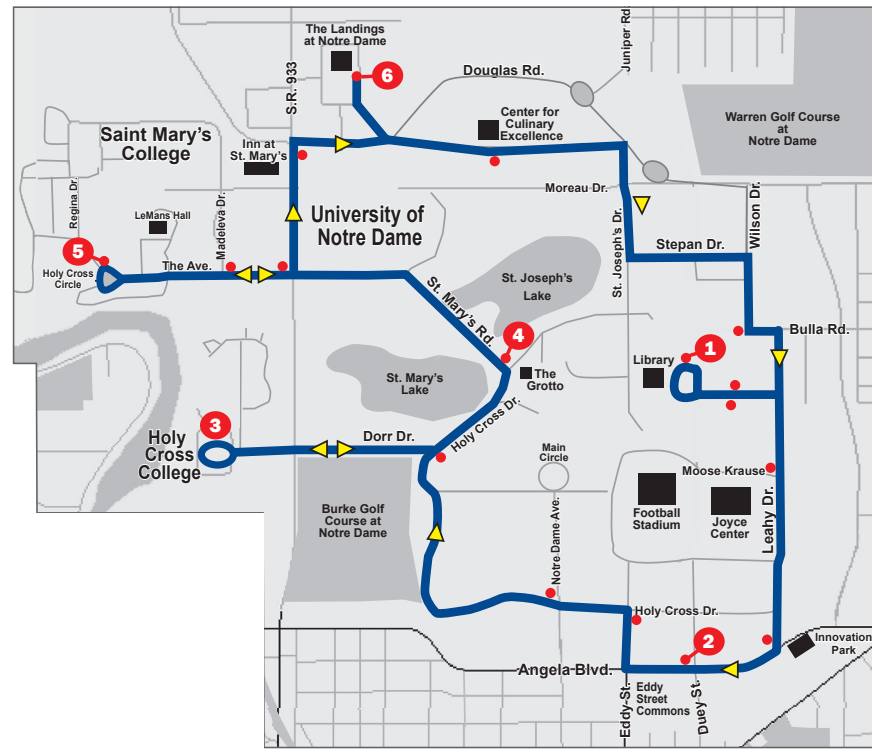 The Landings
at Notre Dame
6
S.R. 933
Douglas Rd.
Juniper Rd.
Center for
Culinary
Excellence
Warren Golf Course
at
Notre Dame
Saint Mary's
College
Inn at
St. Mary's
Regina Dr.
LeMans Hall
Madeleva Dr.
University of
Notre Dame
Moreau Dr.
St. Joseph's Dr.
Stepan Dr.
Wilson Dr.
5
Holy Cross
Circle
The Ave.
St. Mary's Rd.
St. Joseph's
Lake
Bulla Rd.
4
1
Library
The
Grotto
St. Mary's
Lake
Holy Cross Dr.
3
Holy
Cross
College
Dorr Dr.
Main
Circle
Moose Krause
Football
Stadium
Joyce
Center
Leahy Dr.
Burke Golf
Course at
Notre Dame
Notre Dame Ave.
Holy Cross Dr.
2
Innovation
Park
Angela Blvd.
Eddy St.
Eddy
Street
Commons
Duey St.